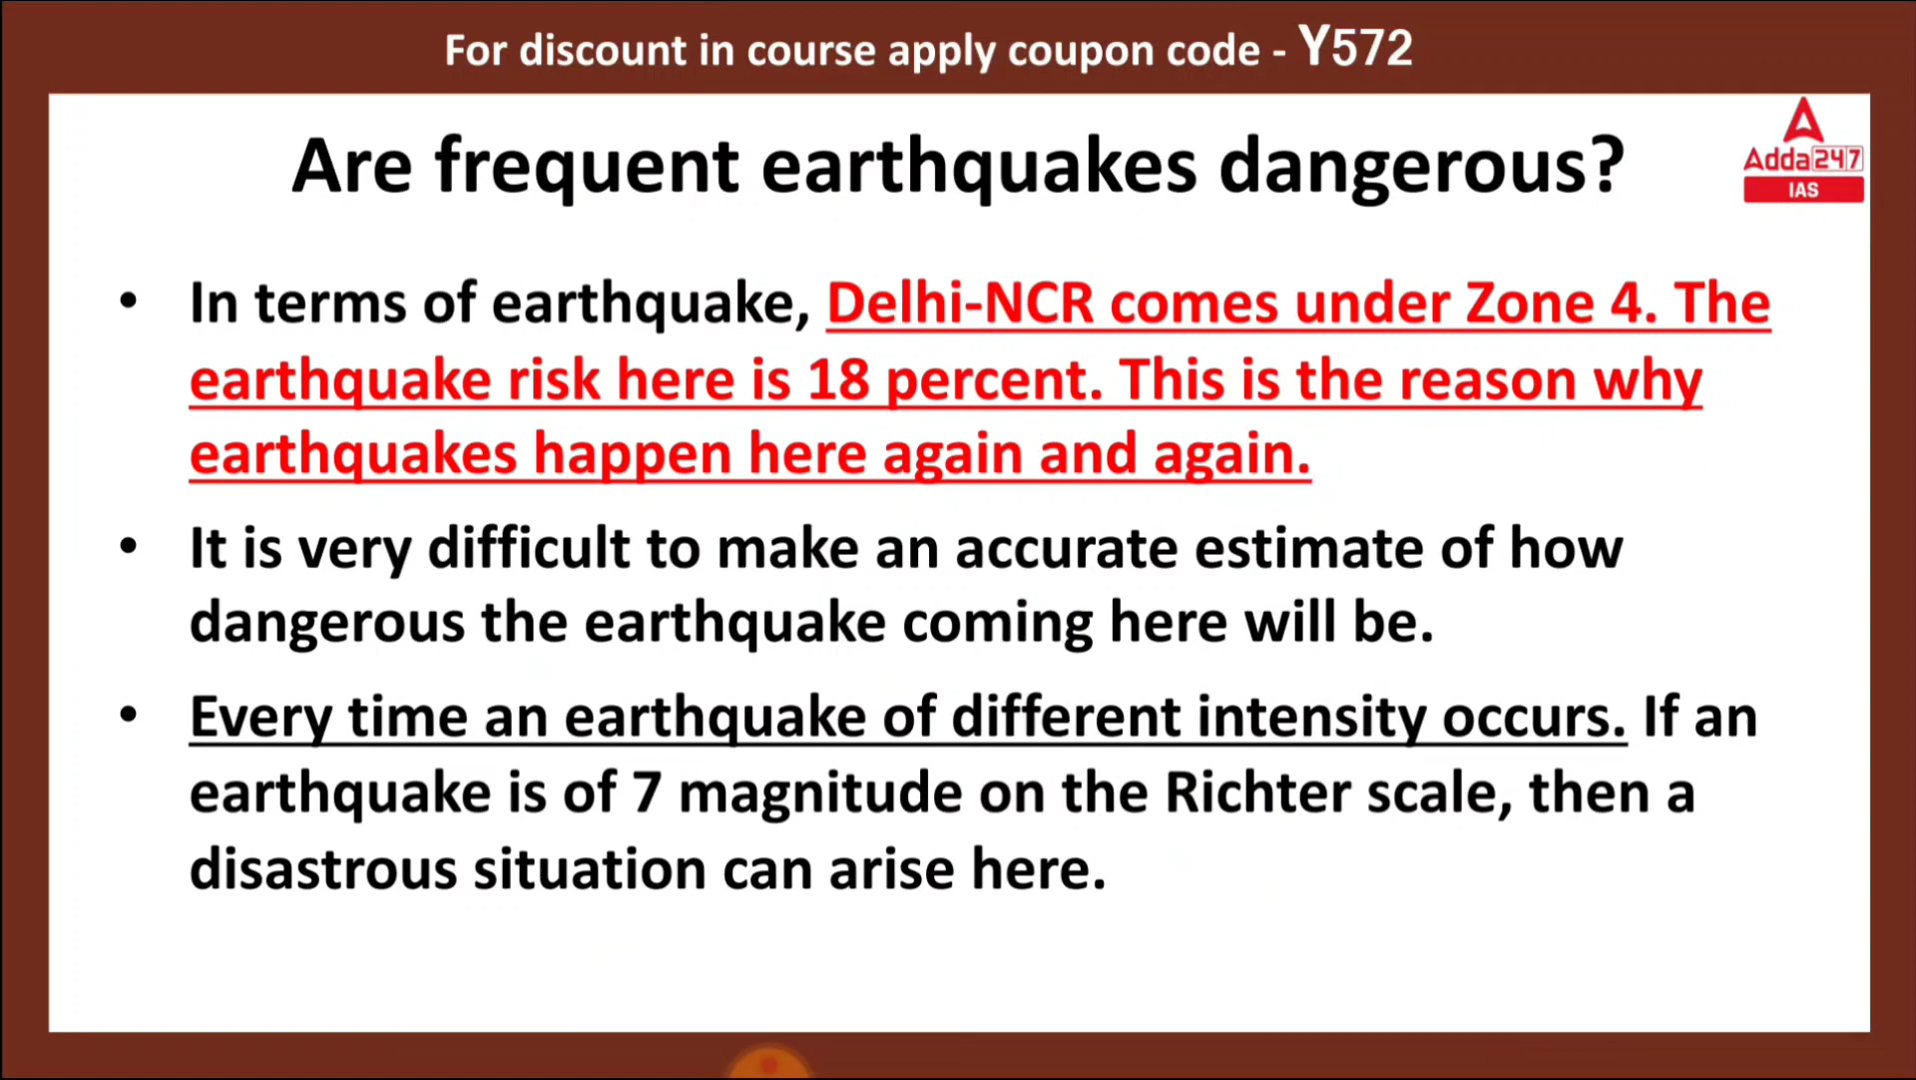 For discount in course apply coupon code - Y572
Are frequent earthquakes dangerous?
Adda247
IAS
• In terms of earthquake, Delhi-NCR comes under Zone 4. The
earthquake risk here is 18 percent. This is the reason why
earthquakes happen here again and again.
• It is very difficult to make an accurate estimate of how
dangerous the earthquake coming here will be.
• Every time an earthquake of different intensity occurs. If an
earthquake is of 7 magnitude on the Richter scale, then a
disastrous situation can arise here.